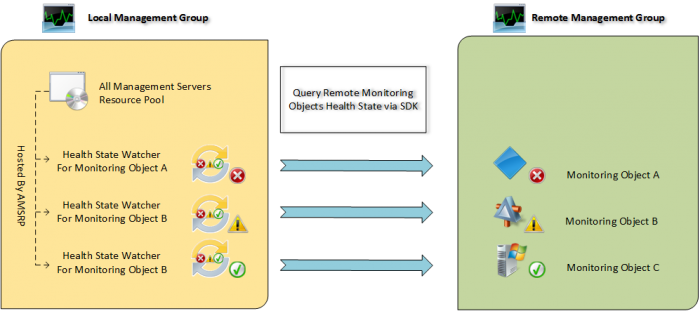 Local Management Group
Remote Management Group
All Management Servers
Resource Pool
Query Remote Monitoring
Objects Health State via SDK
Hosted By AMSRP
Health State Watcher
For Monitoring Object A
Monitoring Object A
Health State Watcher
For Monitoring Object B
Monitoring Object B
Health State Watcher
For Monitoring Object B
Monitoring Object C